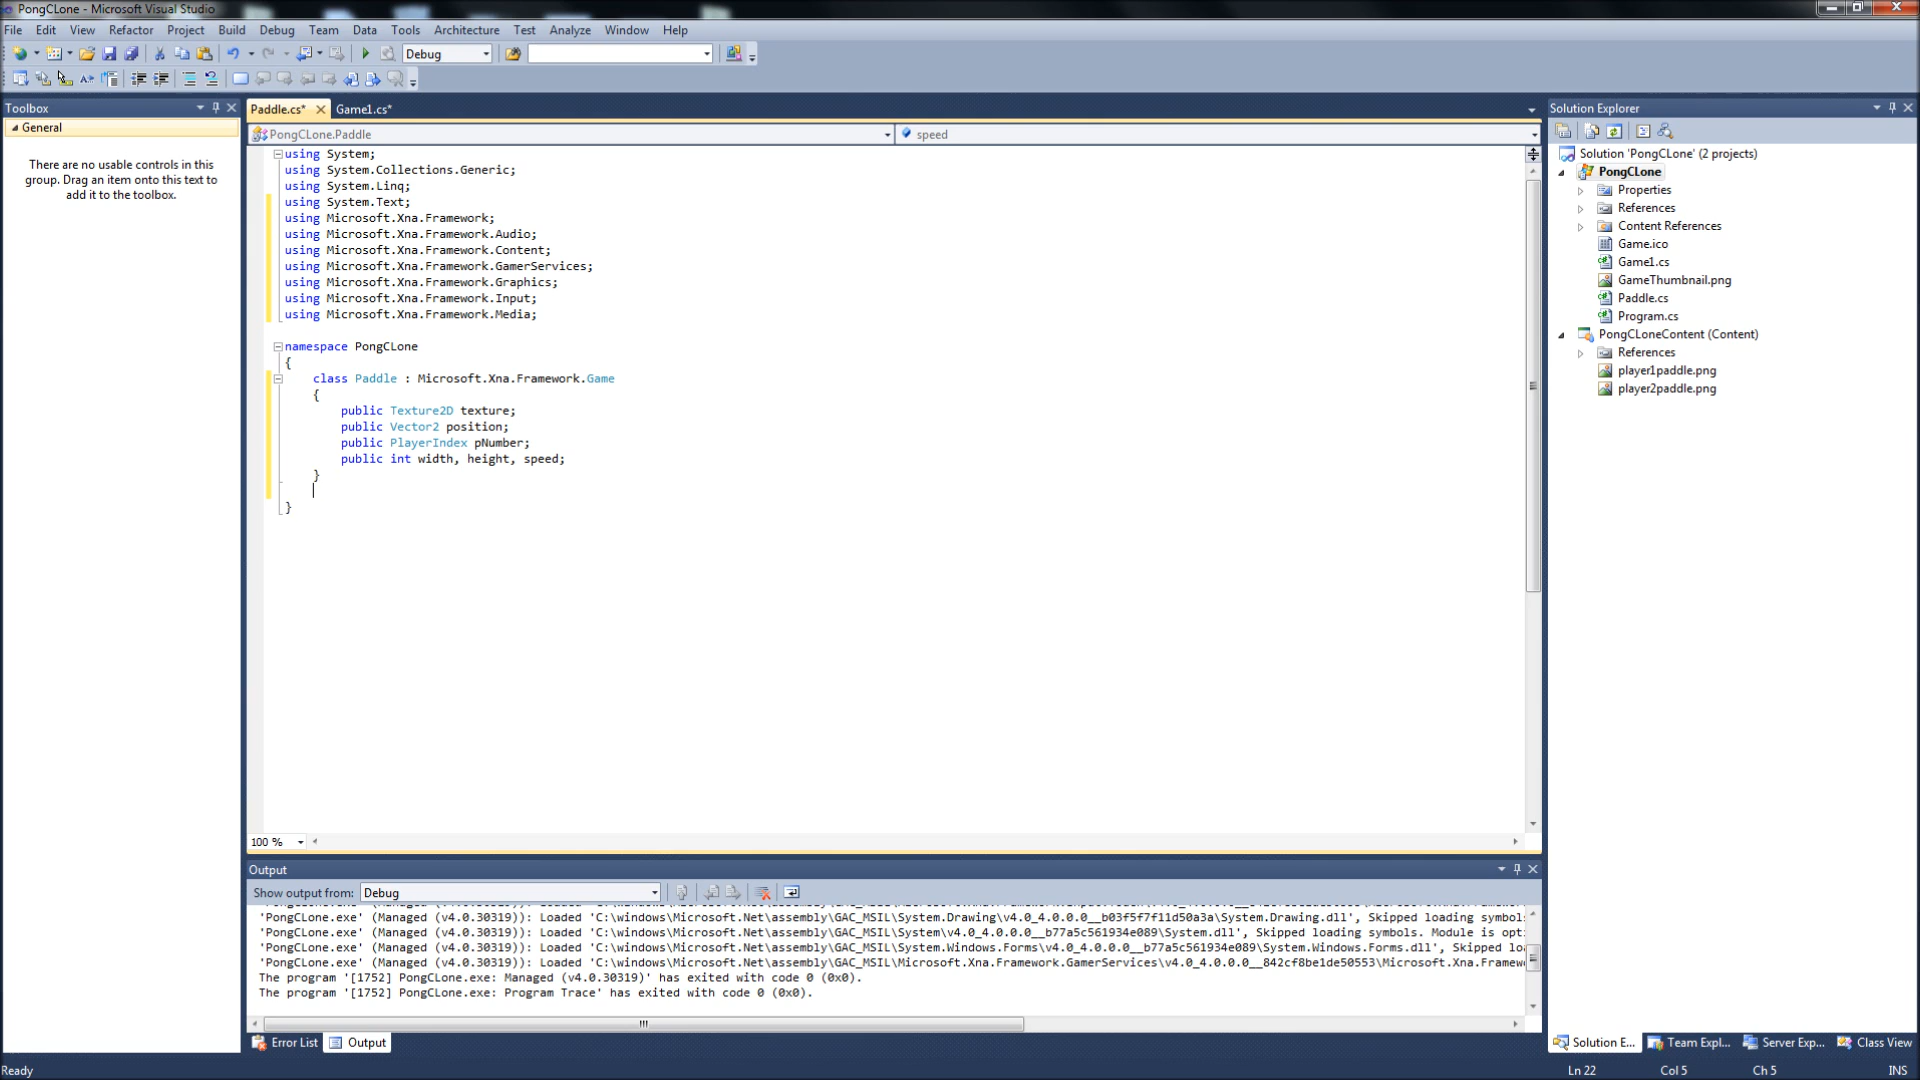 PongCLone - Microsoft Visual Studio
File Edit View Refactor Project Build Debug Team Data Tools Architecture Test Analyze Window Help
Debug
Toolbox
General
There are no usable controls in this
group. Drag an item onto this text to
add it to the toolbox.
Paddle.cs* Game1.cs*
PongCLone.Paddle speed
using System;
using System.Collections.Generic;
using System.Linq;
using System.Text;
using Microsoft.Xna.Framework;
using Microsoft.Xna.Framework.Audio;
using Microsoft.Xna.Framework.Content;
using Microsoft.Xna.Framework.GamerServices;
using Microsoft.Xna.Framework.Graphics;
using Microsoft.Xna.Framework.Input;
using Microsoft.Xna.Framework.Media;
namespace PongCLone
{
class Paddle : Microsoft.Xna.Framework.Game
{
public Texture2D texture;
public Vector2 position;
public PlayerIndex pNumber;
public int width, height, speed;
}
}
100 %
Solution Explorer
Solution 'PongCLone' (2 projects)
PongCLone
Properties
References
Content References
Game.ico
Game1.cs
GameThumbnail.png
Paddle.cs
Program.cs
PongCLoneContent (Content)
References
player1paddle.png
player2paddle.png
Output
Show output from: Debug
'PongCLone.exe' (Managed (v4.0.30319)): Loaded 'C:\windows\Microsoft.Net\assembly\GAC_MSIL\System.Drawing\v4.0_4.0.0.0__b03f5f7f11d50a3a\System.Drawing.dll', Skipped loading symbol
'PongCLone.exe' (Managed (v4.0.30319)): Loaded 'C:\windows\Microsoft.Net\assembly\GAC_MSIL\System\v4.0_4.0.0.0__b77a5c561934e089\System.dll', Skipped loading symbols. Module is opt
'PongCLone.exe' (Managed (v4.0.30319)): Loaded 'C:\windows\Microsoft.Net\assembly\GAC_MSIL\System.Windows.Forms\v4.0_4.0.0.0__b77a5c561934e089\System.Windows.Forms.dll', Skipped lo
'PongCLone.exe' (Managed (v4.0.30319)): Loaded 'C:\windows\Microsoft.Net\assembly\GAC_MSIL\Microsoft.Xna.Framework.GamerServices\v4.0_4.0.0.0__842cf8be1de50553\Microsoft.Xna.Framew
The program '[1752] PongCLone.exe: Managed (v4.0.30319)' has exited with code 0 (0x0).
The program '[1752] PongCLone.exe: Program Trace' has exited with code 0 (0x0).
Error List Output
Solution E... Team Expl... Server Exp... Class View
Ready Ln 22 Col 5 Ch 5 INS